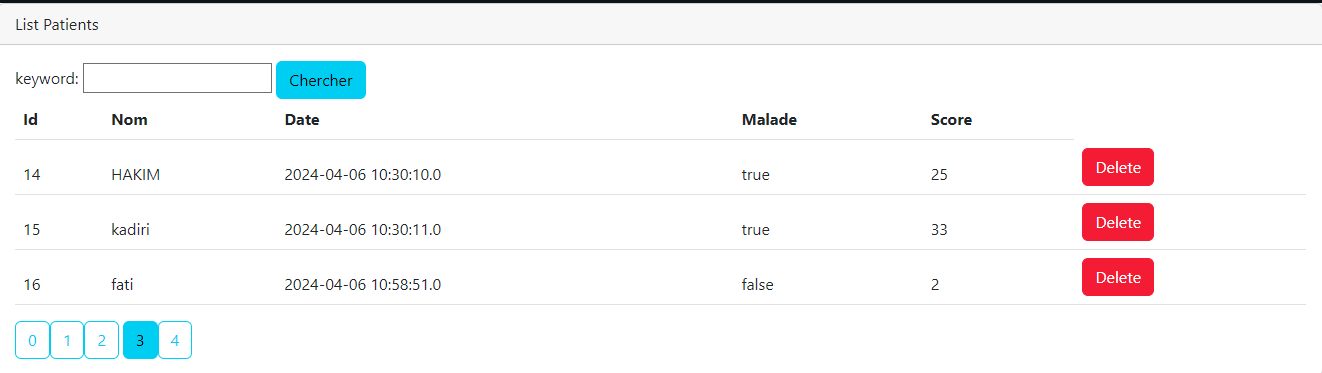 List Patients
keyword: Chercher
Id Nom Date Malade Score
14 HAKIM 2024-04-06 10:30:10.0 true 25 Delete
15 kadiri 2024-04-06 10:30:11.0 true 33 Delete
16 fati 2024-04-06 10:58:51.0 false 2 Delete
0 1 2 3 4